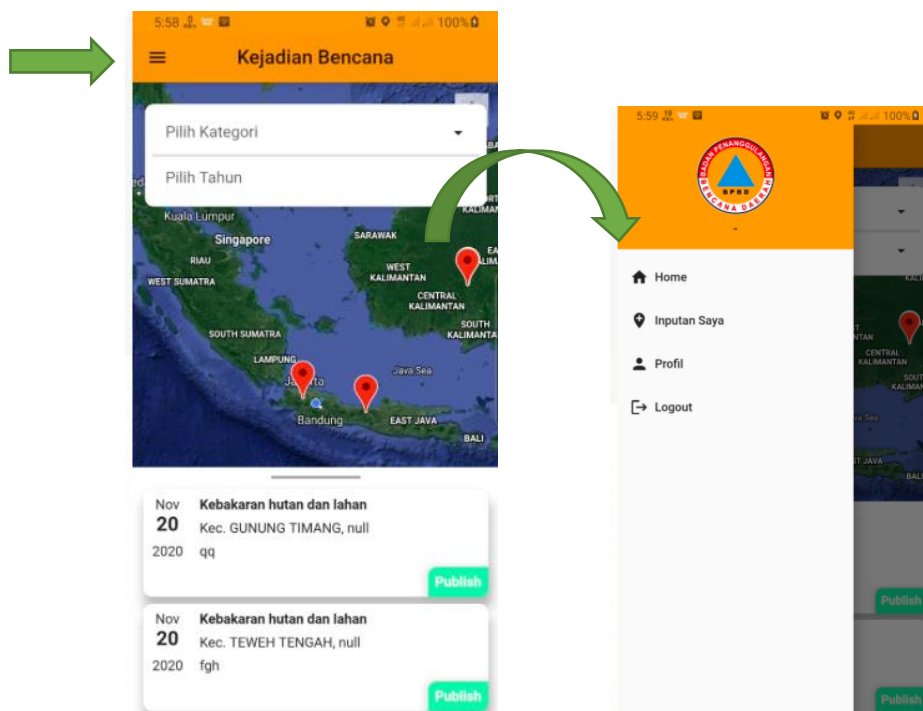 5:58
100%
Kejadian Bencana
Pilih Kategori
Pilih Tahun
Kuala Lumpur
Singapore
SARAWAK
RIAU
WEST SUMATRA
WEST KALIMANTAN
CENTRAL KALIMANTAN
SOUTH SUMATRA
SOUTH
LAMPUNG
Java Sea
Bandung
EAST JAVA
BALI
Nov
20
2020
Kebakaran hutan dan lahan
Kec. GUNUNG TIMANG, null
qq
Publish
Nov
20
2020
Kebakaran hutan dan lahan
Kec. TEWEH TENGAH, null
fgh
Publish
5:59
100%
BADAN PENANGGULANGAN
BENCANA DAERAH
BPBD
-
Home
Inputan Saya
Profil
Logout
CENTRAL
Publish
Publish